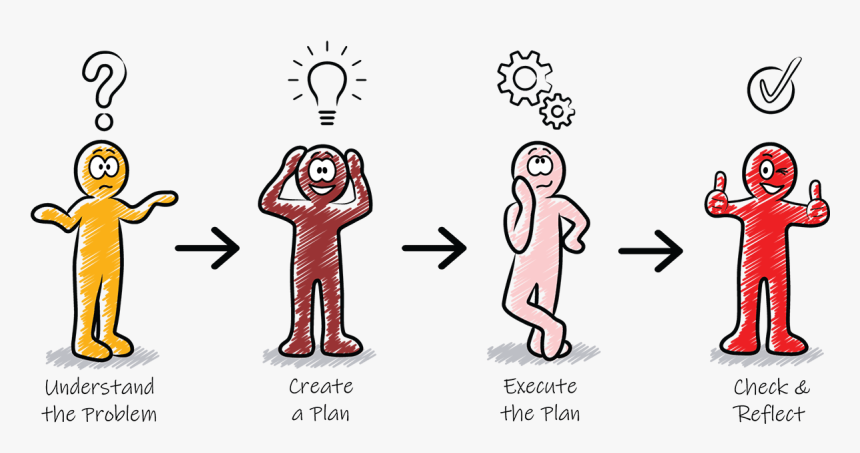 Understand
the Problem
Create
a Plan
Execute
the Plan
Check &
Reflect